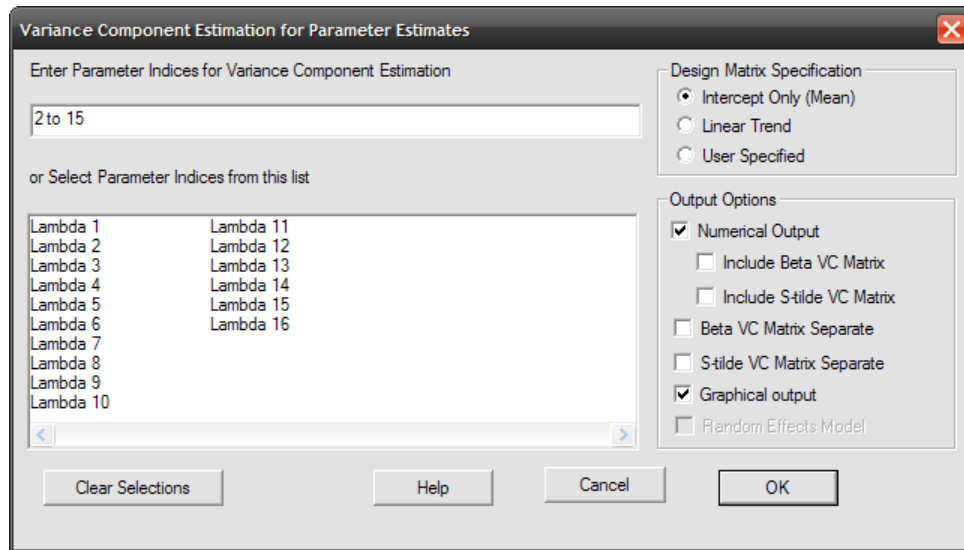 Variance Component Estimation for Parameter Estimates
Enter Parameter Indices for Variance Component Estimation
2 to 15
or Select Parameter Indices from this list
Lambda 1
Lambda 2
Lambda 3
Lambda 4
Lambda 5
Lambda 6
Lambda 7
Lambda 8
Lambda 9
Lambda 10
Lambda 11
Lambda 12
Lambda 13
Lambda 14
Lambda 15
Lambda 16
Design Matrix Specification
Intercept Only (Mean)
Linear Trend
User Specified
Output Options
Numerical Output
Include Beta VC Matrix
Include S-tilde VC Matrix
Beta VC Matrix Separate
S-tilde VC Matrix Separate
Graphical output
Random Effects Model
Clear Selections
Help
Cancel
OK